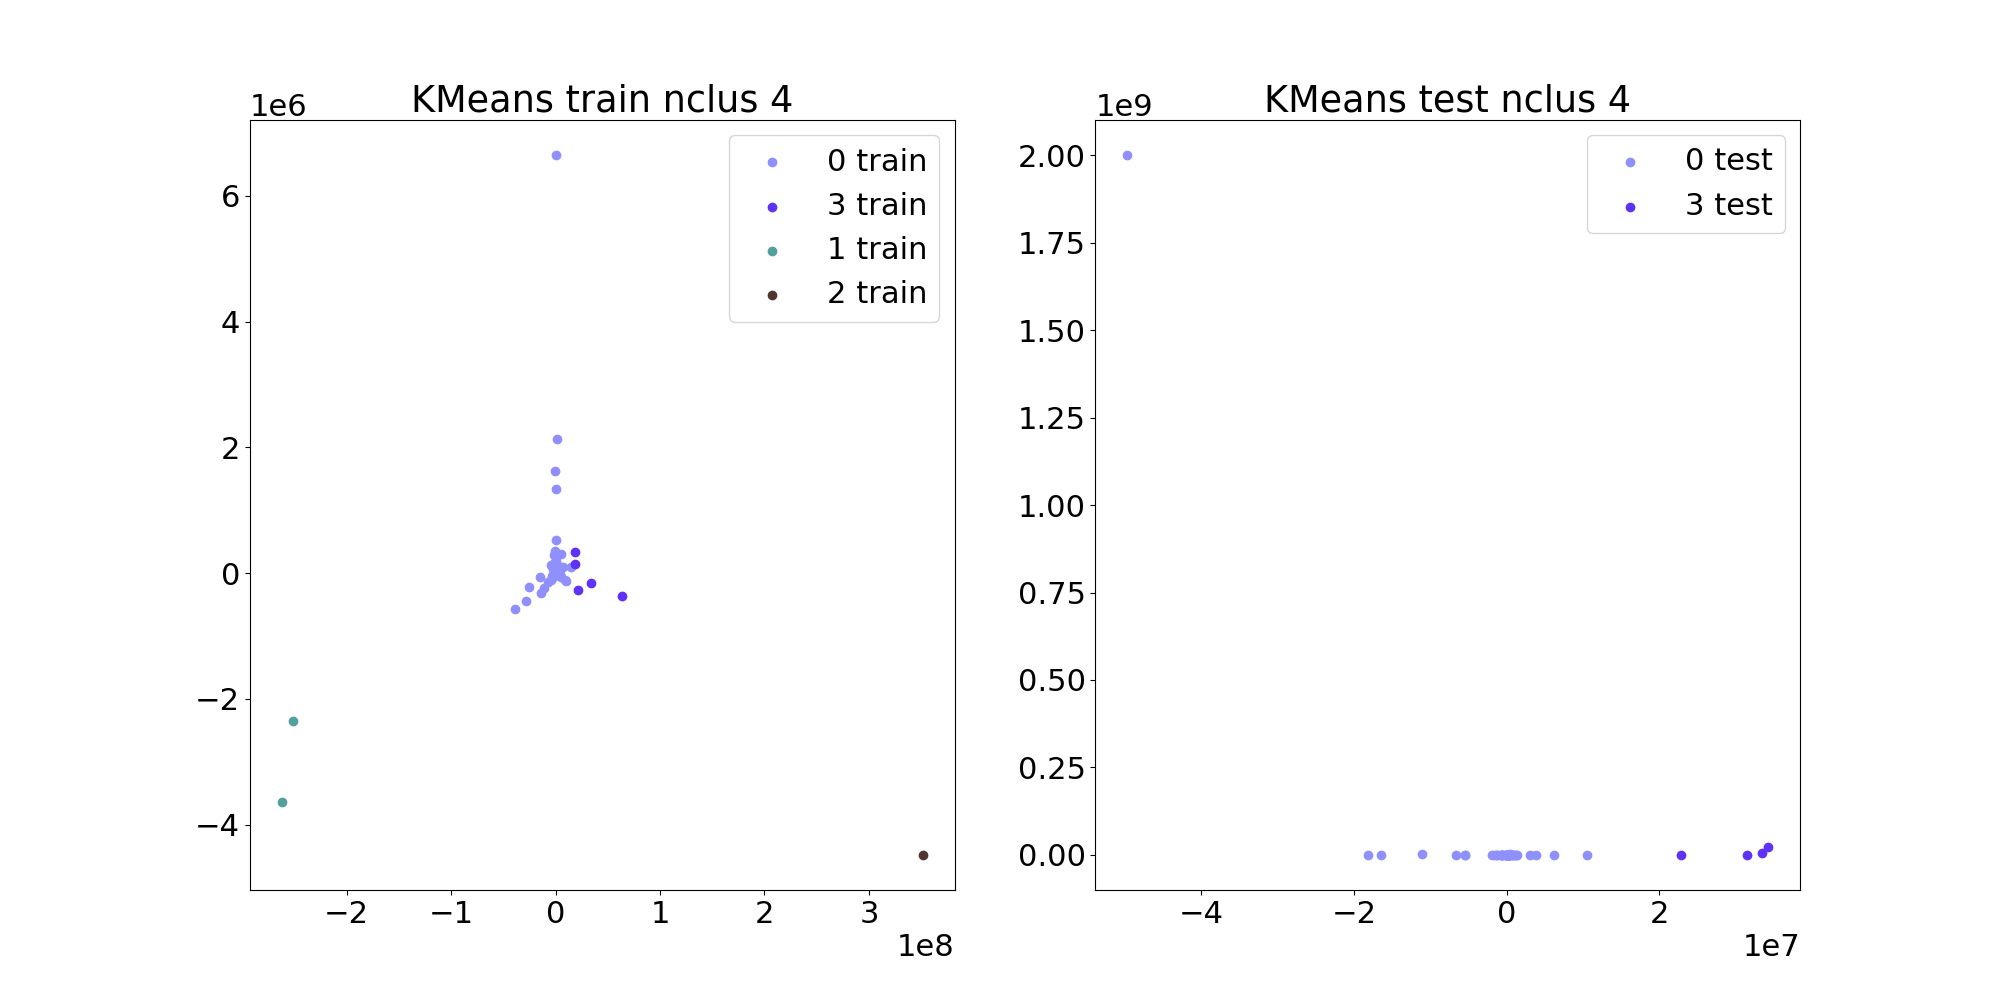 KMeans train nclus 4
1e6
0 train
3 train
1 train
2 train
6
4
2
0
−2
−4
−2 −1 0 1 2 3
1e8
KMeans test nclus 4
1e9
0 test
3 test
2.00
1.75
1.50
1.25
1.00
0.75
0.50
0.25
0.00
−4 −2 0 2
1e7